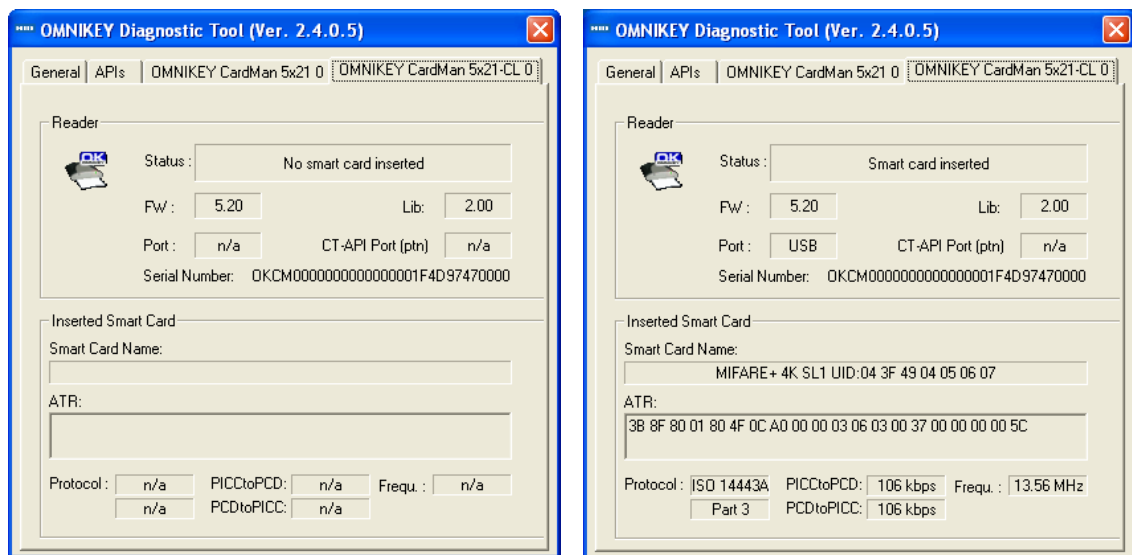 OMNIKEY Diagnostic Tool (Ver. 2.4.0.5)
General APIs OMNIKEY CardMan 5x21 0 OMNIKEY CardMan 5x21-CL 0
Reader
OK
Status : No smart card inserted
FW : 5.20 Lib: 2.00
Port : n/a CT-API Port (ptn) n/a
Serial Number: OKCM0000000000000001F4D97470000
Inserted Smart Card
Smart Card Name:
ATR:
Protocol : n/a PICCtoPCD: n/a Frequ. : n/a
n/a PCDtoPICC: n/a
OMNIKEY Diagnostic Tool (Ver. 2.4.0.5)
General APIs OMNIKEY CardMan 5x21 0 OMNIKEY CardMan 5x21-CL 0
Reader
OK
Status : Smart card inserted
FW : 5.20 Lib: 2.00
Port : USB CT-API Port (ptn) n/a
Serial Number: OKCM0000000000000001F4D97470000
Inserted Smart Card
Smart Card Name:
MIFARE+ 4K SL1 UID:04 3F 49 04 05 06 07
ATR:
3B 8F 80 01 80 4F 0C A0 00 00 03 06 03 00 37 00 00 00 00 5C
Protocol : ISO 14443A PICCtoPCD: 106 kbps Frequ. : 13.56 MHz
Part 3 PCDtoPICC: 106 kbps